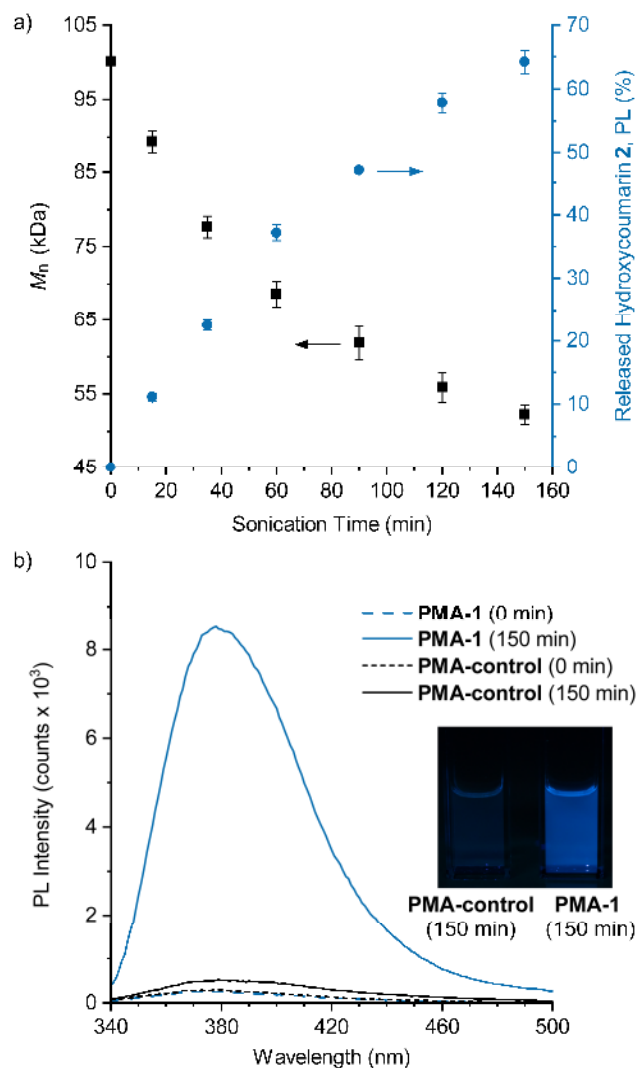 a)
105
95
85
75
65
55
45
Mn (kDa)
70
60
50
40
30
20
10
0
Released Hydroxycoumarin 2, PL (%)
0 20 40 60 80 100 120 140 160
Sonication Time (min)
b)
10
8
6
4
2
0
PL Intensity (counts x 10³)
PMA-1 (0 min)
PMA-1 (150 min)
PMA-control (0 min)
PMA-control (150 min)
PMA-control PMA-1
(150 min) (150 min)
340 380 420 460 500
Wavelength (nm)